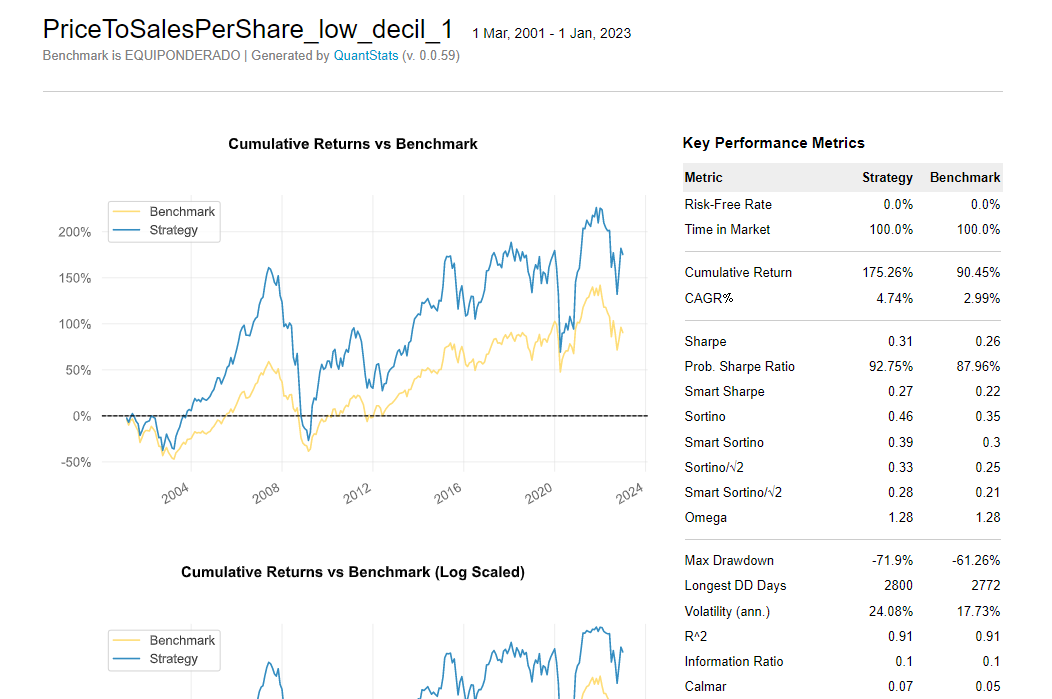 PriceToSalesPerShare_low_decil_1 1 Mar, 2001 - 1 Jan, 2023
Benchmark is EQUIPONDERADO | Generated by QuantStats (v. 0.0.59)
Cumulative Returns vs Benchmark
Benchmark
Strategy
200%
150%
100%
50%
0%
-50%
2004 2008 2012 2016 2020 2024
Cumulative Returns vs Benchmark (Log Scaled)
Benchmark
Strategy
Key Performance Metrics
Metric Strategy Benchmark
Risk-Free Rate 0.0% 0.0%
Time in Market 100.0% 100.0%
Cumulative Return 175.26% 90.45%
CAGR% 4.74% 2.99%
Sharpe 0.31 0.26
Prob. Sharpe Ratio 92.75% 87.96%
Smart Sharpe 0.27 0.22
Sortino 0.46 0.35
Smart Sortino 0.39 0.3
Sortino/√2 0.33 0.25
Smart Sortino/√2 0.28 0.21
Omega 1.28 1.28
Max Drawdown -71.9% -61.26%
Longest DD Days 2800 2772
Volatility (ann.) 24.08% 17.73%
R^2 0.91 0.91
Information Ratio 0.1 0.1
Calmar 0.07 0.05